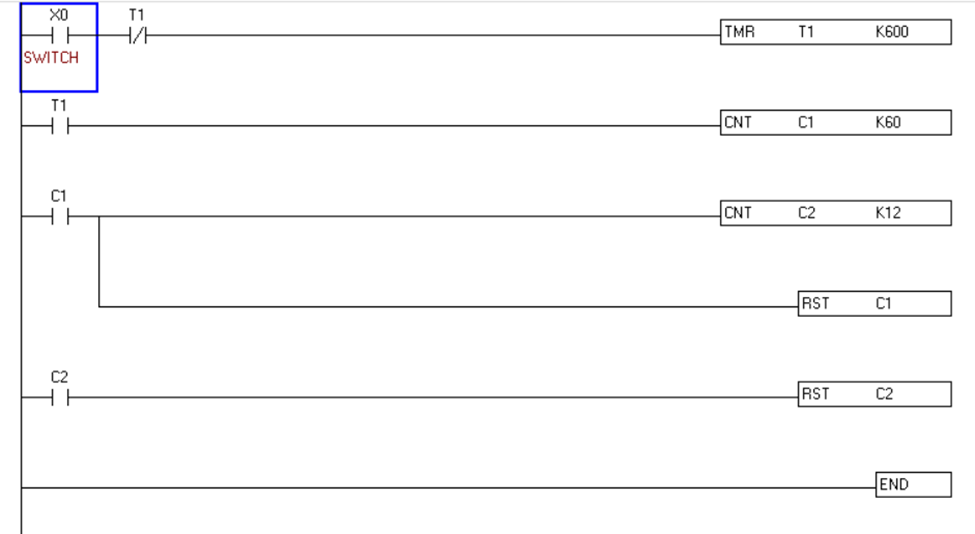 X0 T1
TMR T1 K600
SWITCH
T1
CNT C1 K60
C1
CNT C2 K12
RST C1
C2
RST C2
END